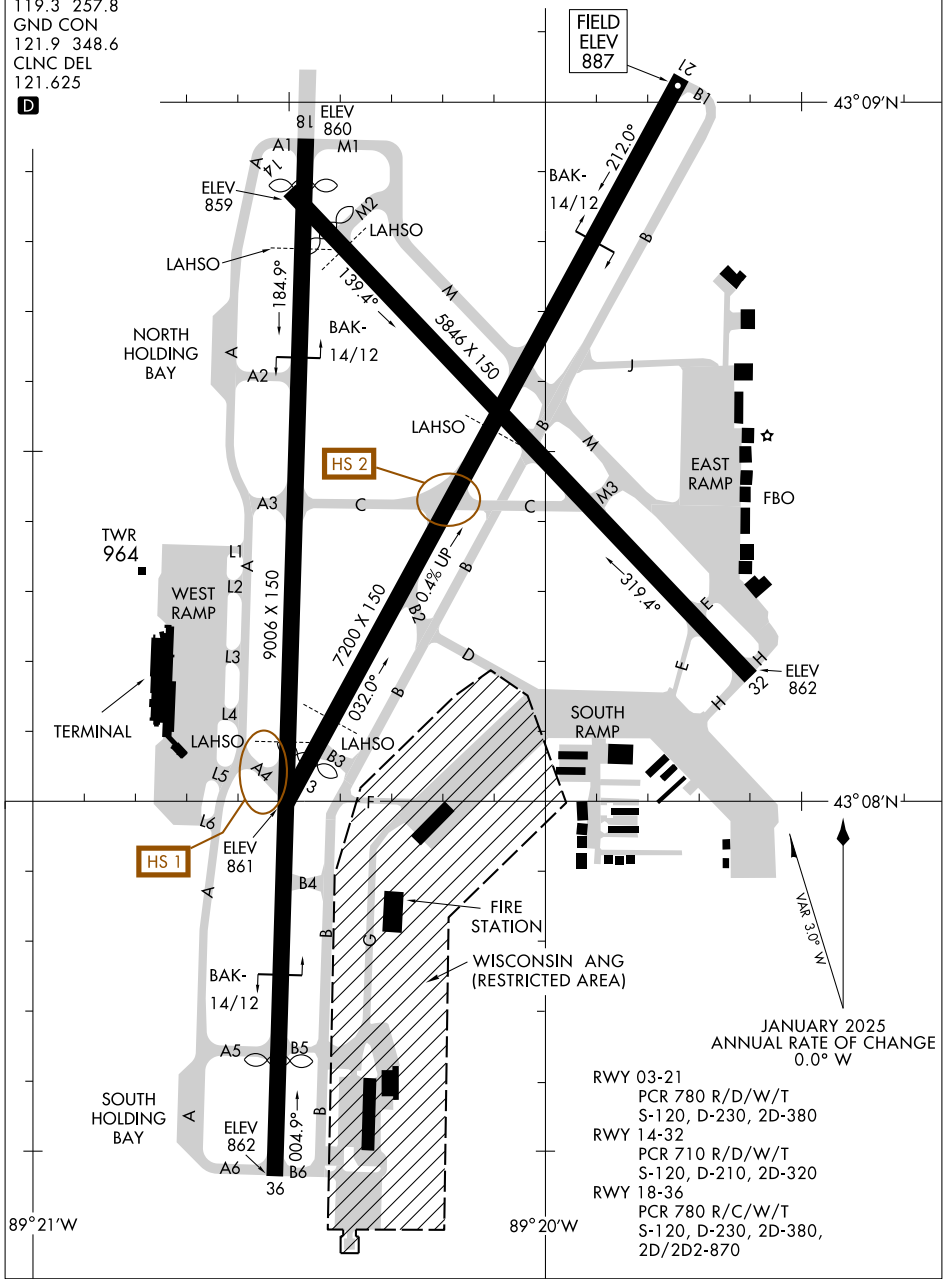 119.3 257.8
GND CON
121.9 348.6
CLNC DEL
121.625
D
FIELD
ELEV
887
21
B1
43°09'N
18
ELEV
860
A1
M1
A
14
212.0°
BAK-
14/12
ELEV
859
M2
LAHSO
LAHSO
B
184.9°
139.4°
M
NORTH
HOLDING
BAY
A
BAK-
14/12
5846 X 150
J
A2
LAHSO
B
M
HS 2
EAST
RAMP
FBO
A3
C
C
M3
TWR
964
L1
A
L2
WEST
RAMP
9006 X 150
7200 X 150
0.4% UP
B
B2
319.4°
E
L3
D
E
H
ELEV
862
32
H
032.0°
B
L4
TERMINAL
LAHSO
LAHSO
SOUTH
RAMP
A4
B3
L5
3
F
43°08'N
L6
HS 1
ELEV
861
A
B4
VAR 3.0° W
FIRE
STATION
B
G
WISCONSIN ANG
(RESTRICTED AREA)
BAK-
14/12
JANUARY 2025
ANNUAL RATE OF CHANGE
0.0° W
A5
B5
SOUTH
HOLDING
BAY
A
ELEV
862
004.9°
B
A6
B6
36
RWY 03-21
PCR 780 R/D/W/T
S-120, D-230, 2D-380
RWY 14-32
PCR 710 R/D/W/T
S-120, D-210, 2D-320
RWY 18-36
PCR 780 R/C/W/T
S-120, D-230, 2D-380,
2D/2D2-870
89°21'W
89°20'W